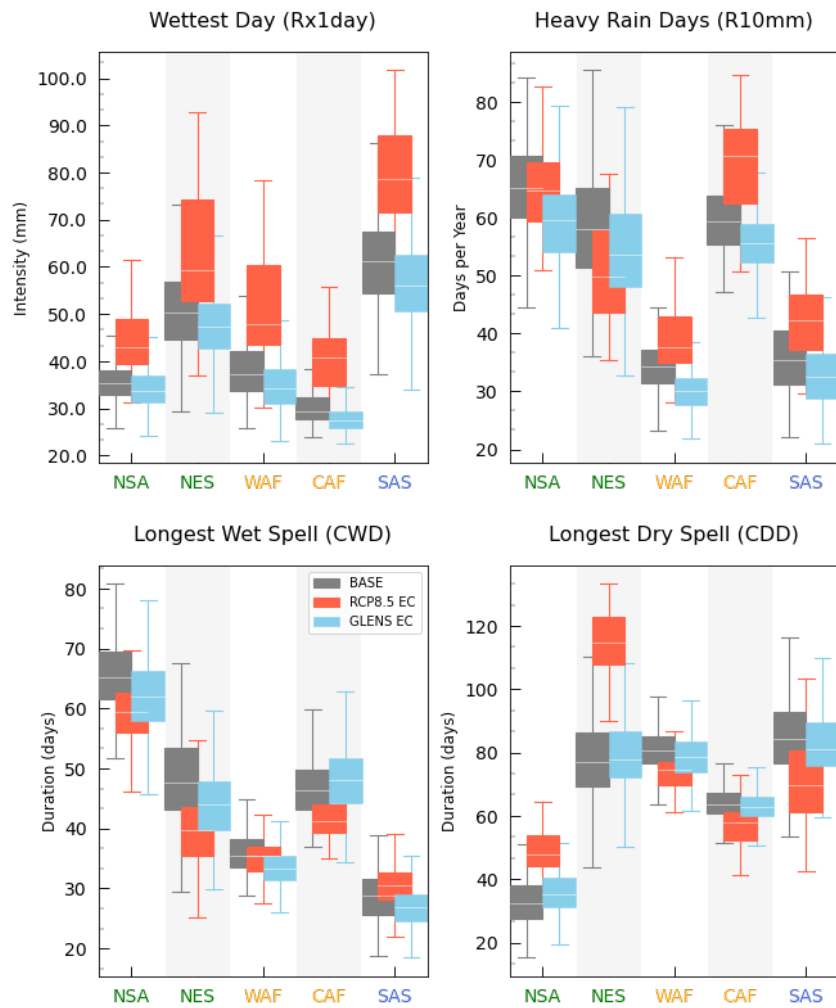 Wettest Day (Rx1day)
Heavy Rain Days (R10mm)
Intensity (mm)
100.0
90.0
80.0
70.0
60.0
50.0
40.0
30.0
20.0
NSA NES WAF CAF SAS
Days per Year
80
70
60
50
40
30
20
NSA NES WAF CAF SAS
Longest Wet Spell (CWD)
Longest Dry Spell (CDD)
Duration (days)
80
70
60
50
40
30
20
BASE
RCP8.5 EC
GLENS EC
NSA NES WAF CAF SAS
Duration (days)
120
100
80
60
40
20
NSA NES WAF CAF SAS